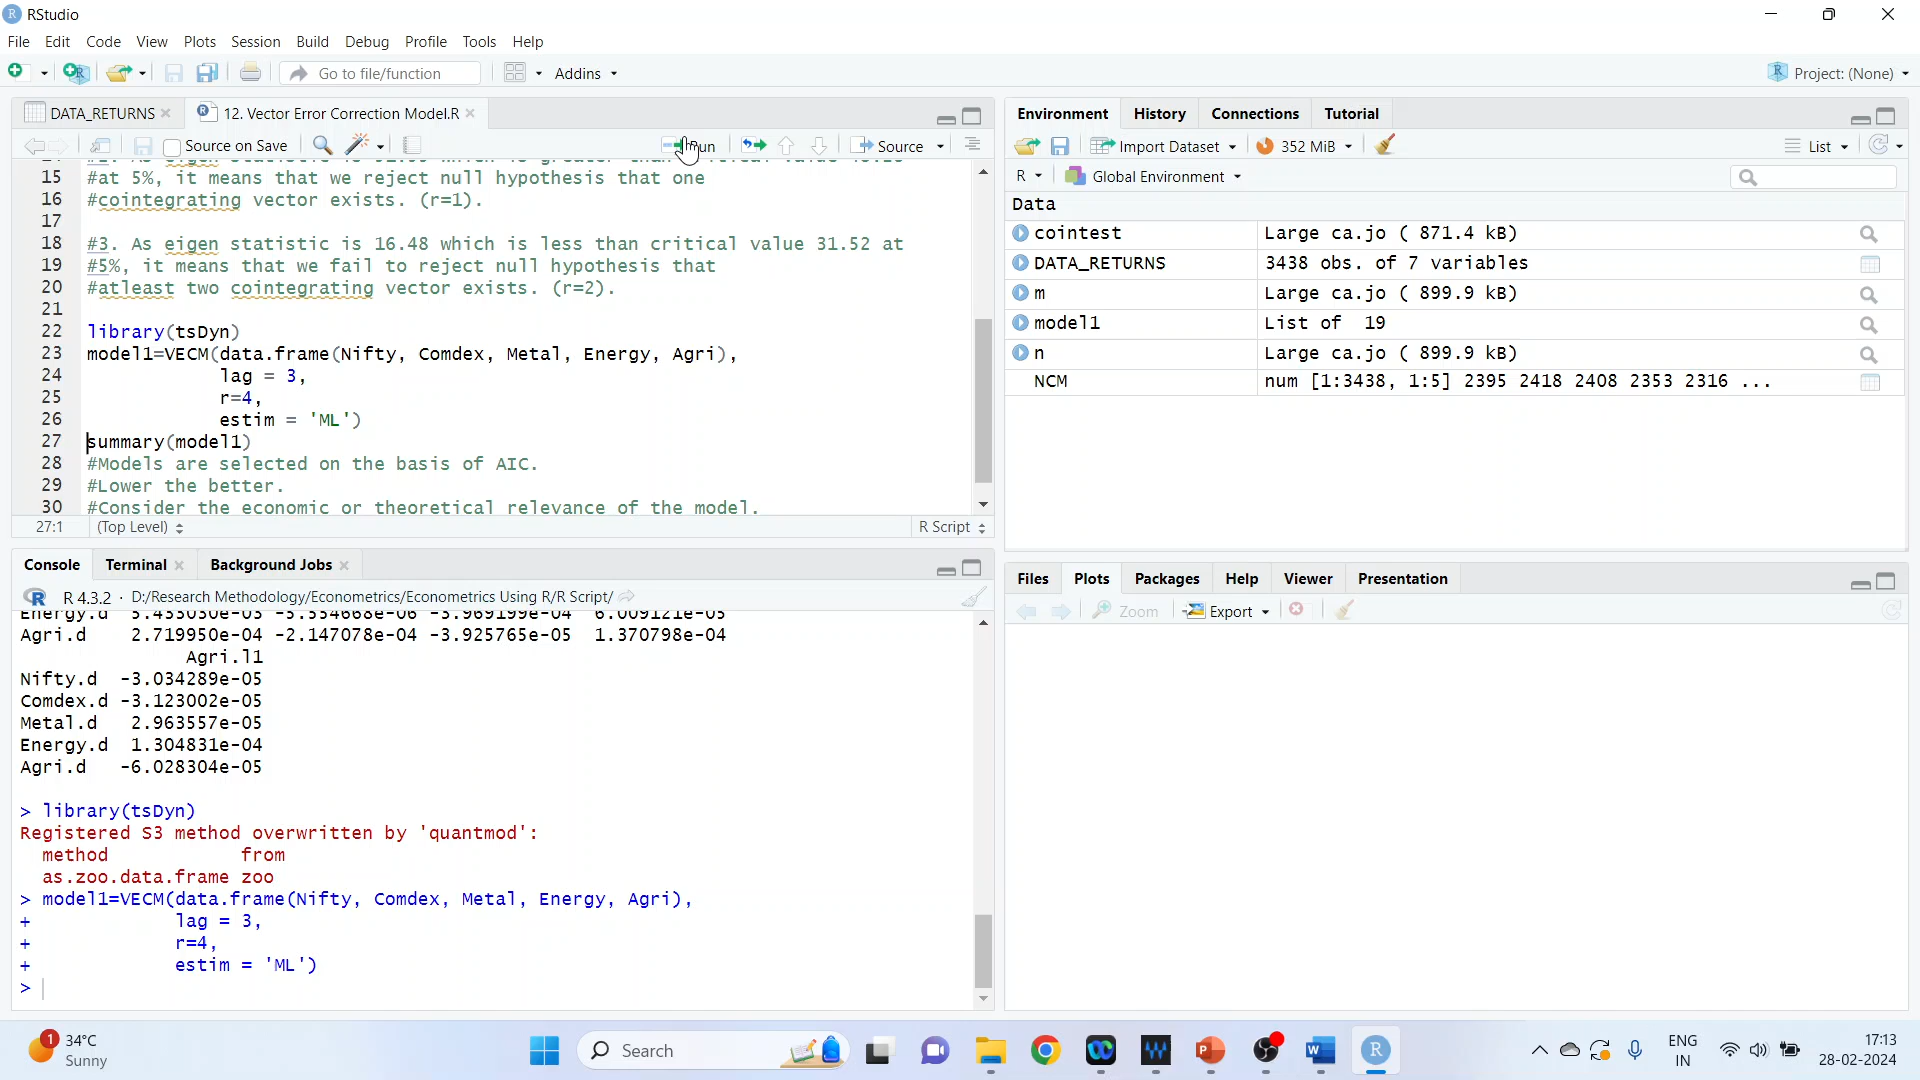 RStudio
File Edit Code View Plots Session Build Debug Profile Tools Help
Go to file/function Addins Project: (None)
DATA_RETURNS 12. Vector Error Correction Model.R
Source on Save Run Source
15 #at 5%, it means that we reject null hypothesis that one
16 #cointegrating vector exists. (r=1).
17
18 #3. As eigen statistic is 16.48 which is less than critical value 31.52 at
19 #5%, it means that we fail to reject null hypothesis that
20 #atleast two cointegrating vector exists. (r=2).
21
22 library(tsDyn)
23 model1=VECM(data.frame(Nifty, Comdex, Metal, Energy, Agri),
24 lag = 3,
25 r=4,
26 estim = 'ML')
27 summary(model1)
28 #Models are selected on the basis of AIC.
29 #Lower the better.
30 #Consider the economic or theoretical relevance of the model.
27:1 (Top Level) R Script
Console Terminal Background Jobs
R 4.3.2 · D:/Research Methodology/Econometrics/Econometrics Using R/R Script/
Agri.d 2.719950e-04 -2.147078e-04 -3.925765e-05 1.370798e-04
Agri.l1
Nifty.d -3.034289e-05
Comdex.d -3.123002e-05
Metal.d 2.963557e-05
Energy.d 1.304831e-04
Agri.d -6.028304e-05
> library(tsDyn)
Registered S3 method overwritten by 'quantmod':
method from
as.zoo.data.frame zoo
> model1=VECM(data.frame(Nifty, Comdex, Metal, Energy, Agri),
+ lag = 3,
+ r=4,
+ estim = 'ML')
>
Environment History Connections Tutorial
Import Dataset 352 MiB List
R Global Environment
Data
cointest Large ca.jo ( 871.4 kB)
DATA_RETURNS 3438 obs. of 7 variables
m Large ca.jo ( 899.9 kB)
model1 List of 19
n Large ca.jo ( 899.9 kB)
NCM num [1:3438, 1:5] 2395 2418 2408 2353 2316 ...
Files Plots Packages Help Viewer Presentation
Zoom Export
1 34°C
Sunny
Search
ENG
IN
17:13
28-02-2024